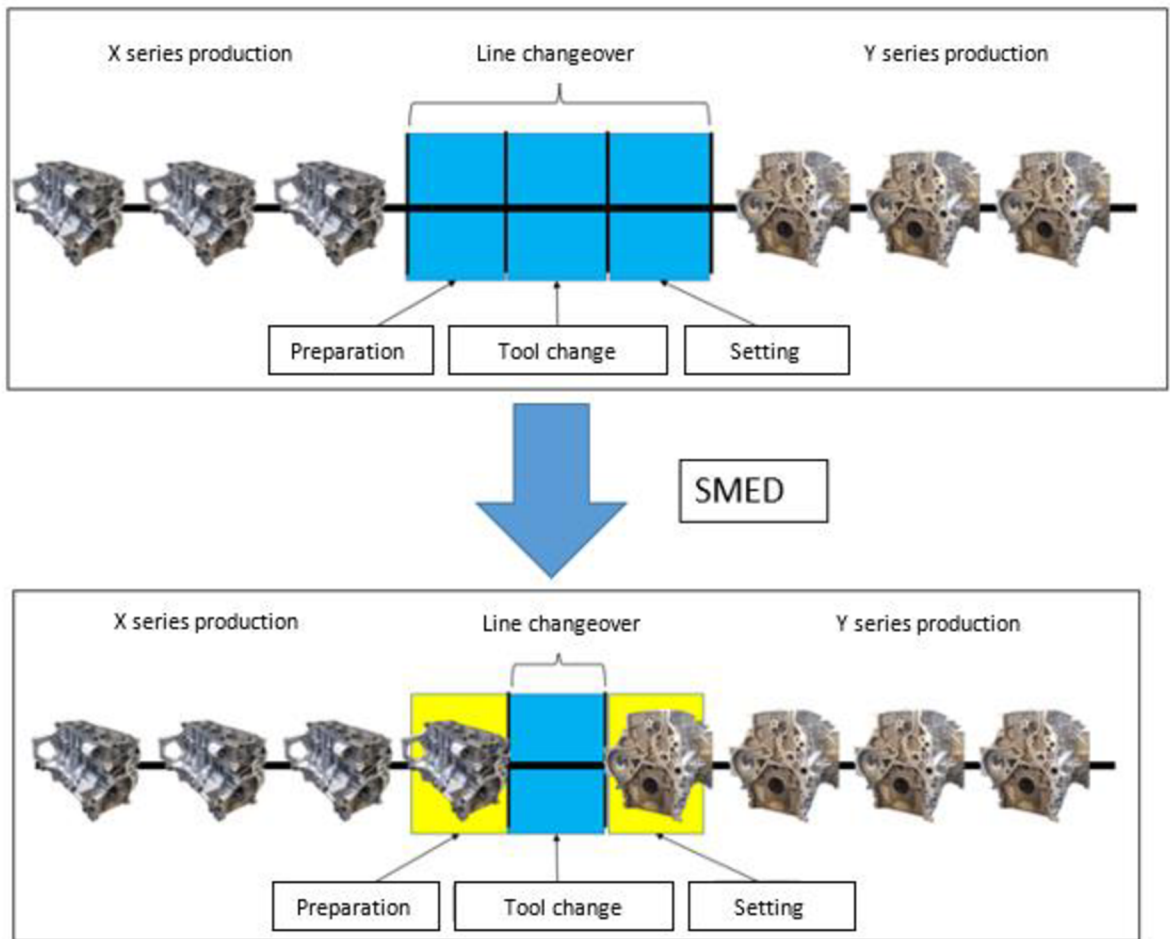 X series production
Line changeover
Y series production
Preparation
Tool change
Setting
SMED
X series production
Line changeover
Y series production
Preparation
Tool change
Setting